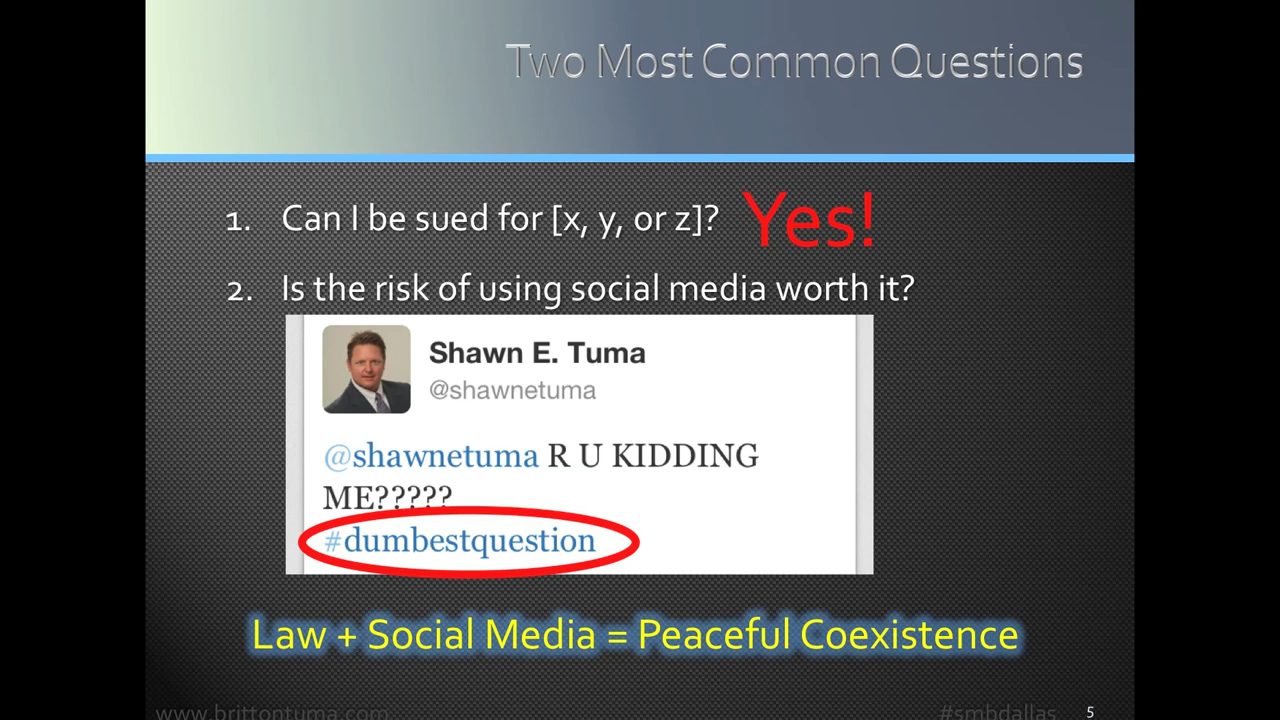 Two Most Common Questions
1. Can I be sued for [x, y, or z]? Yes!
2. Is the risk of using social media worth it?
Shawn E. Tuma
@shawnetuma
@shawnetuma R U KIDDING
ME?????
#dumbestquestion
Law + Social Media = Peaceful Coexistence
www.brittontuma.com #smbdallas 5